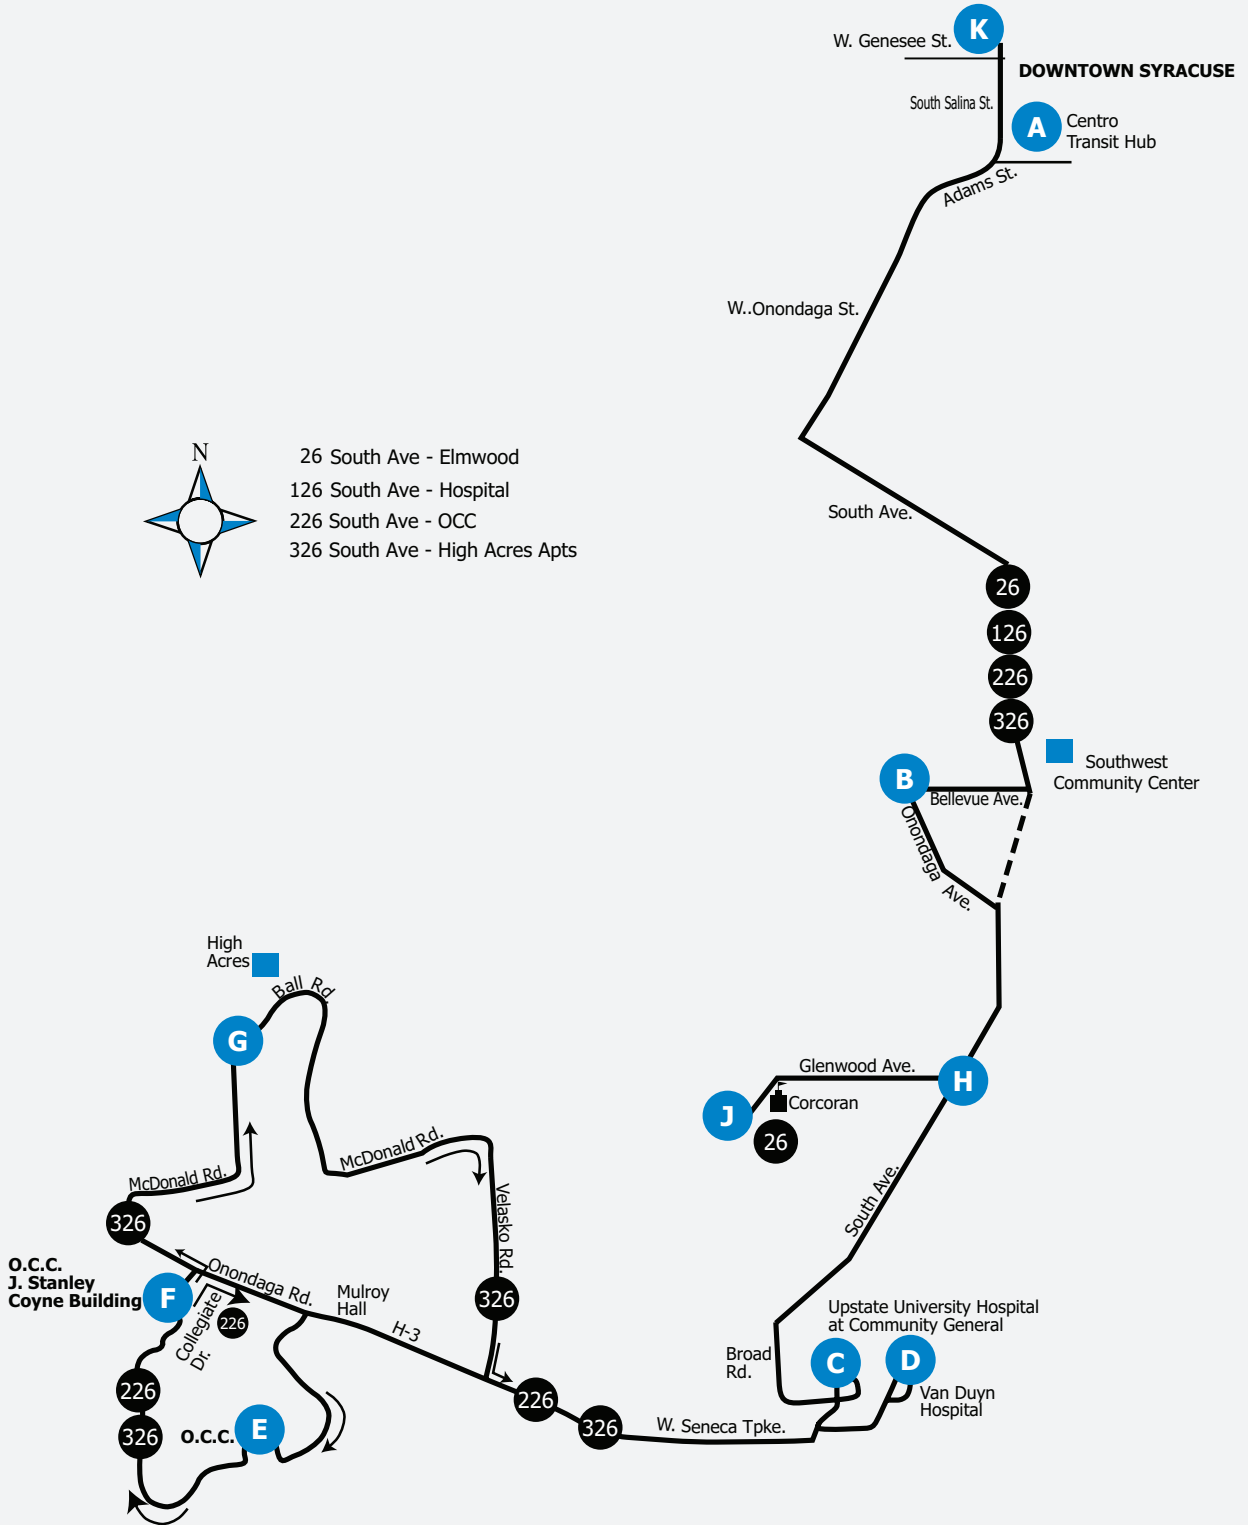 K
W. Genesee St.
DOWNTOWN SYRACUSE
South Salina St.
A
Centro
Transit Hub
Adams St.
W..Onondaga St.
N
26 South Ave - Elmwood
126 South Ave - Hospital
226 South Ave - OCC
326 South Ave - High Acres Apts
South Ave.
26
126
226
326
Southwest
Community Center
B
Bellevue Ave.
Onondaga Ave.
High
Acres
Ball Rd.
G
Glenwood Ave.
H
J
Corcoran
26
McDonald Rd.
McDonald Rd.
Velasko Rd.
South Ave.
326
O.C.C.
J. Stanley
Coyne Building
F
Onondaga Rd.
Collegiate
Dr.
226
Mulroy
Hall
H-3
326
Upstate University Hospital
at Community General
Broad
Rd.
C
D
Van Duyn
Hospital
226
326
O.C.C.
E
226
326
W. Seneca Tpke.